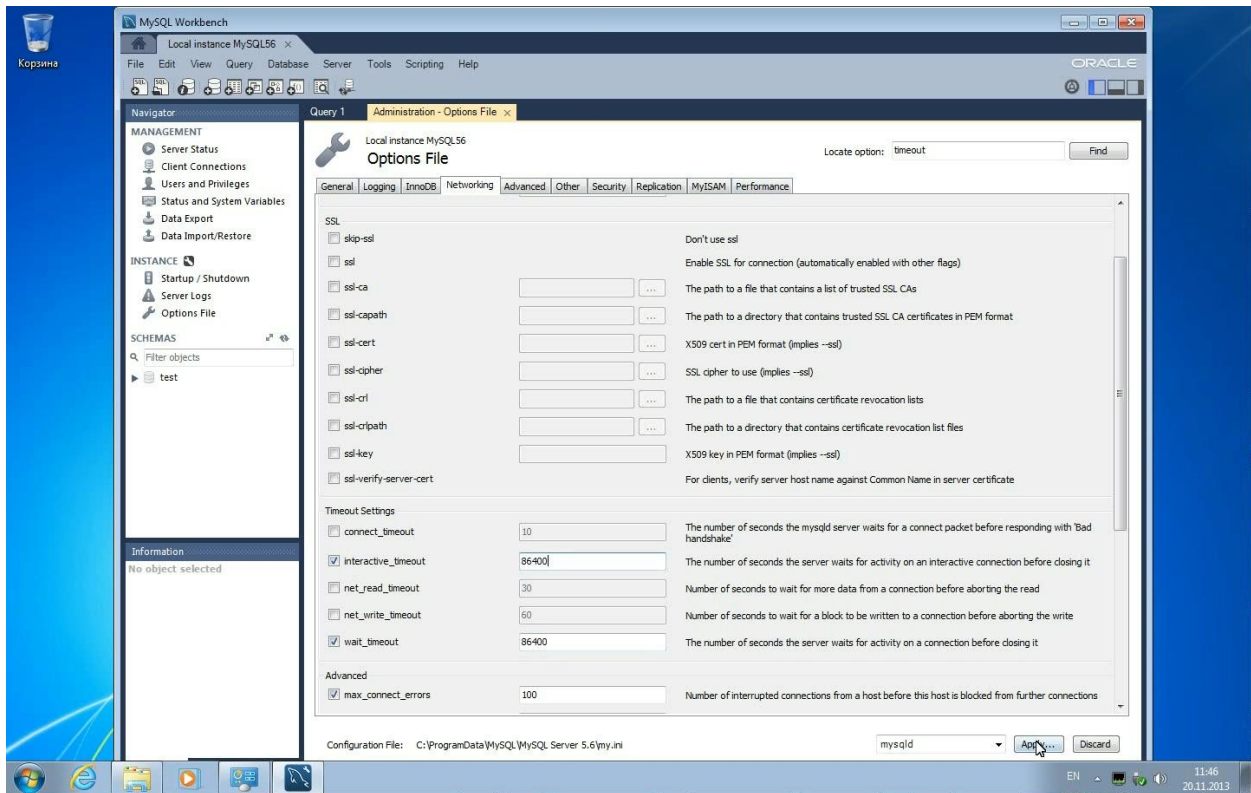 Корзина
MySQL Workbench
Local instance MySQL56
File Edit View Query Database Server Tools Scripting Help
ORACLE
Navigator
MANAGEMENT
Server Status
Client Connections
Users and Privileges
Status and System Variables
Data Export
Data Import/Restore
INSTANCE
Startup / Shutdown
Server Logs
Options File
SCHEMAS
Filter objects
test
Information
No object selected
Query 1 Administration - Options File
Local instance MySQL56
Options File
Locate option: timeout Find
General Logging InnoDB Networking Advanced Other Security Replication MyISAM Performance
SSL
skip-ssl Don't use ssl
ssl Enable SSL for connection (automatically enabled with other flags)
ssl-ca ... The path to a file that contains a list of trusted SSL CAs
ssl-capath ... The path to a directory that contains trusted SSL CA certificates in PEM format
ssl-cert ... X509 cert in PEM format (implies --ssl)
ssl-cipher ... SSL cipher to use (implies --ssl)
ssl-crl ... The path to a file that contains certificate revocation lists
ssl-crlpath ... The path to a directory that contains certificate revocation list files
ssl-key X509 key in PEM format (implies --ssl)
ssl-verify-server-cert For clients, verify server host name against Common Name in server certificate
Timeout Settings
connect_timeout 10 The number of seconds the mysqld server waits for a connect packet before responding with 'Bad
handshake'
interactive_timeout 86400 The number of seconds the server waits for activity on an interactive connection before closing it
net_read_timeout 30 Number of seconds to wait for more data from a connection before aborting the read
net_write_timeout 60 Number of seconds to wait for a block to be written to a connection before aborting the write
wait_timeout 86400 The number of seconds the server waits for activity on a connection before closing it
Advanced
max_connect_errors 100 Number of interrupted connections from a host before this host is blocked from further connections
Configuration File: C:\ProgramData\MySQL\MySQL Server 5.6\my.ini mysqld Apply... Discard
EN 11:46
20.11.2013